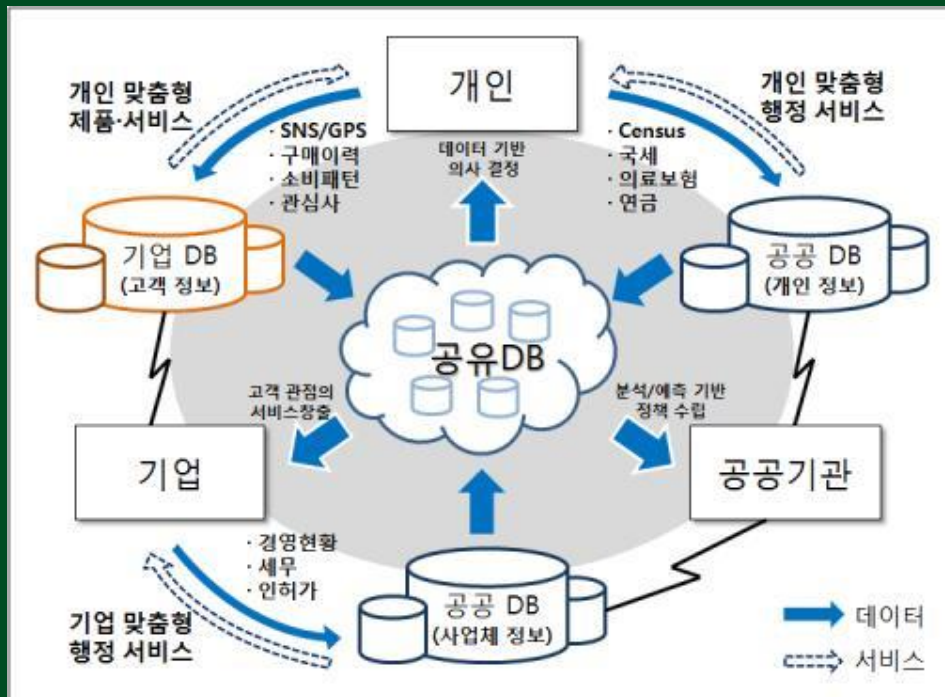 개인
개인 맞춤형
제품·서비스
개인 맞춤형
행정 서비스
· SNS/GPS
· 구매이력
· 소비패턴
· 관심사
데이터 기반
의사 결정
· Census
· 국세
· 의료보험
· 연금
기업 DB
(고객 정보)
공공 DB
(개인 정보)
공유DB
고객 관점의
서비스창출
분석/예측 기반
정책 수립
기업
공공기관
· 경영현황
· 세무
· 인허가
기업 맞춤형
행정 서비스
공공 DB
(사업체 정보)
데이터
서비스